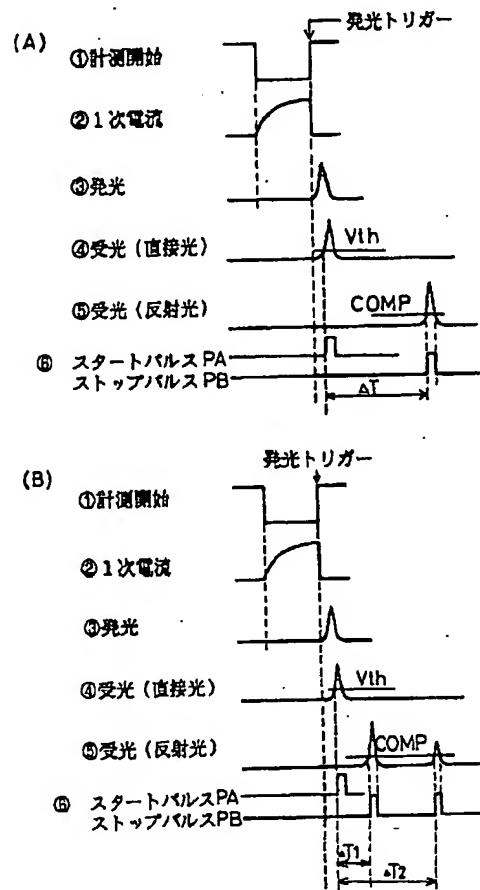 (A)
発光トリガー
①計測開始
②1次電流
③発光
④受光(直接光)
Vth
⑤受光(反射光)
COMP
⑥ スタートパルスPA
ストップパルスPB
ΔT
(B)
発光トリガー
①計測開始
②1次電流
③発光
④受光(直接光)
Vth
⑤受光(反射光)
COMP
⑥ スタートパルスPA
ストップパルスPB
ΔT1
ΔT2